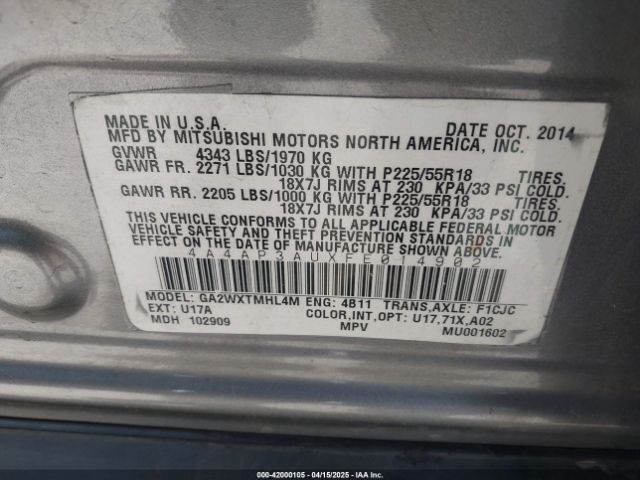 MADE IN U.S.A. DATE OCT. 2014
MFD BY MITSUBISHI MOTORS NORTH AMERICA, INC.
GVWR 4343 LBS/1970 KG
GAWR FR. 2271 LBS/1030 KG WITH P225/55R18 TIRES.
18X7J RIMS AT 230 KPA/33 PSI COLD.
GAWR RR. 2205 LBS/1000 KG WITH P225/55R18 TIRES.
18X7J RIMS AT 230 KPA/33 PSI COLD.
THIS VEHICLE CONFORMS TO ALL APPLICABLE FEDERAL MOTOR
VEHICLE SAFETY AND THEFT PREVENTION STANDARDS IN
EFFECT ON THE DATE OF MANUFACTURE SHOWN ABOVE.
4A4AP3AUXFE014902
MODEL: GA2WXTMHL4M ENG: 4B11 TRANS,AXLE: F1CJC
EXT: U17A COLOR,INT,OPT: U17,71X,A02
MDH 102909 MPV MU001602
000-42000105 - 04/15/2025 - IAAI.COM